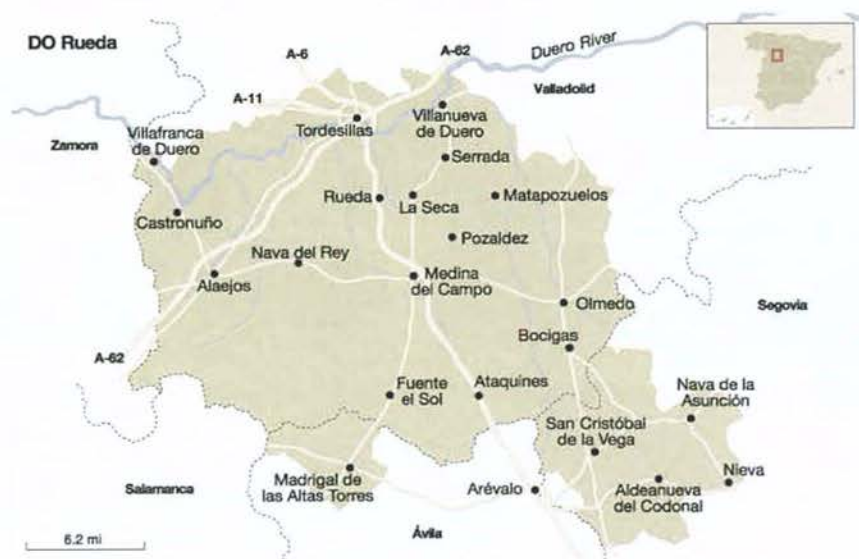 DO Rueda
A-6
A-62
Duero River
A-11
Valladolid
Zamora
Villafranca
de Duero
Tordesillas
Villanueva
de Duero
Serrada
Castronuño
Rueda
La Seca
Matapozuelos
Pozaldez
Nava del Rey
Alaejos
Medina
del Campo
Olmedo
Segovia
Bocigas
A-62
Fuente
el Sol
Ataquines
Nava de la
Asunción
San Cristóbal
de la Vega
Madrigal de
las Altas Torres
Salamanca
Arévalo
Aldeanueva
del Codonal
Nieva
Ávila
6.2 mi